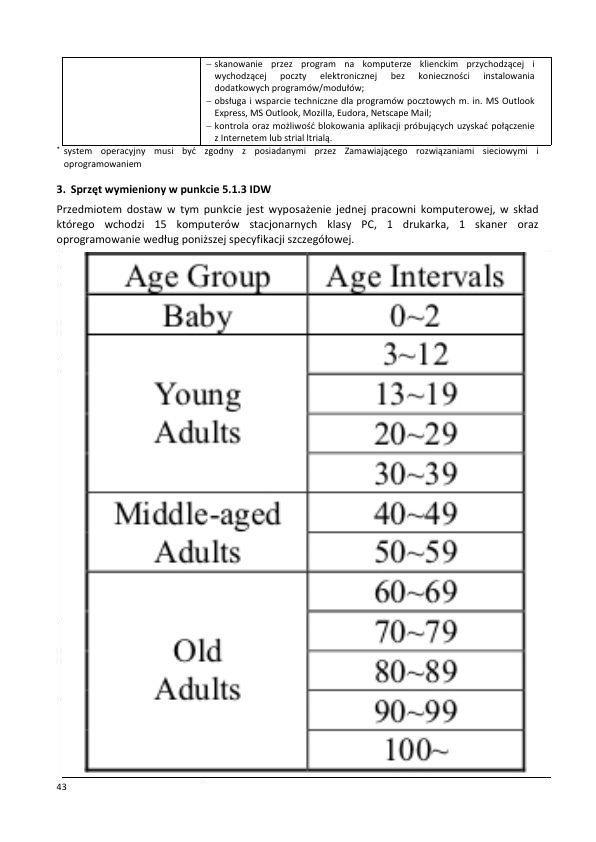 – skanowanie przez program na komputerze klienckim przychodzącej i
wychodzącej poczty elektronicznej bez konieczności instalowania
dodatkowych programów/modułów;
– obsługa i wsparcie techniczne dla programów pocztowych m. in. MS Outlook
Express, MS Outlook, Mozilla, Eudora, Netscape Mail;
– kontrola oraz możliwość blokowania aplikacji próbujących uzyskać połączenie
z Internetem lub strial ltrialą.
* system operacyjny musi być zgodny z posiadanymi przez Zamawiającego rozwiązaniami sieciowymi i
oprogramowaniem
3. Sprzęt wymieniony w punkcie 5.1.3 IDW
Przedmiotem dostaw w tym punkcie jest wyposażenie jednej pracowni komputerowej, w skład
którego wchodzi 15 komputerów stacjonarnych klasy PC, 1 drukarka, 1 skaner oraz
oprogramowanie według poniższej specyfikacji szczegółowej.
Age Group Age Intervals
Baby 0~2
Young
Adults
3~12
13~19
20~29
30~39
Middle-aged
Adults
40~49
50~59
Old
Adults
60~69
70~79
80~89
90~99
100~
43